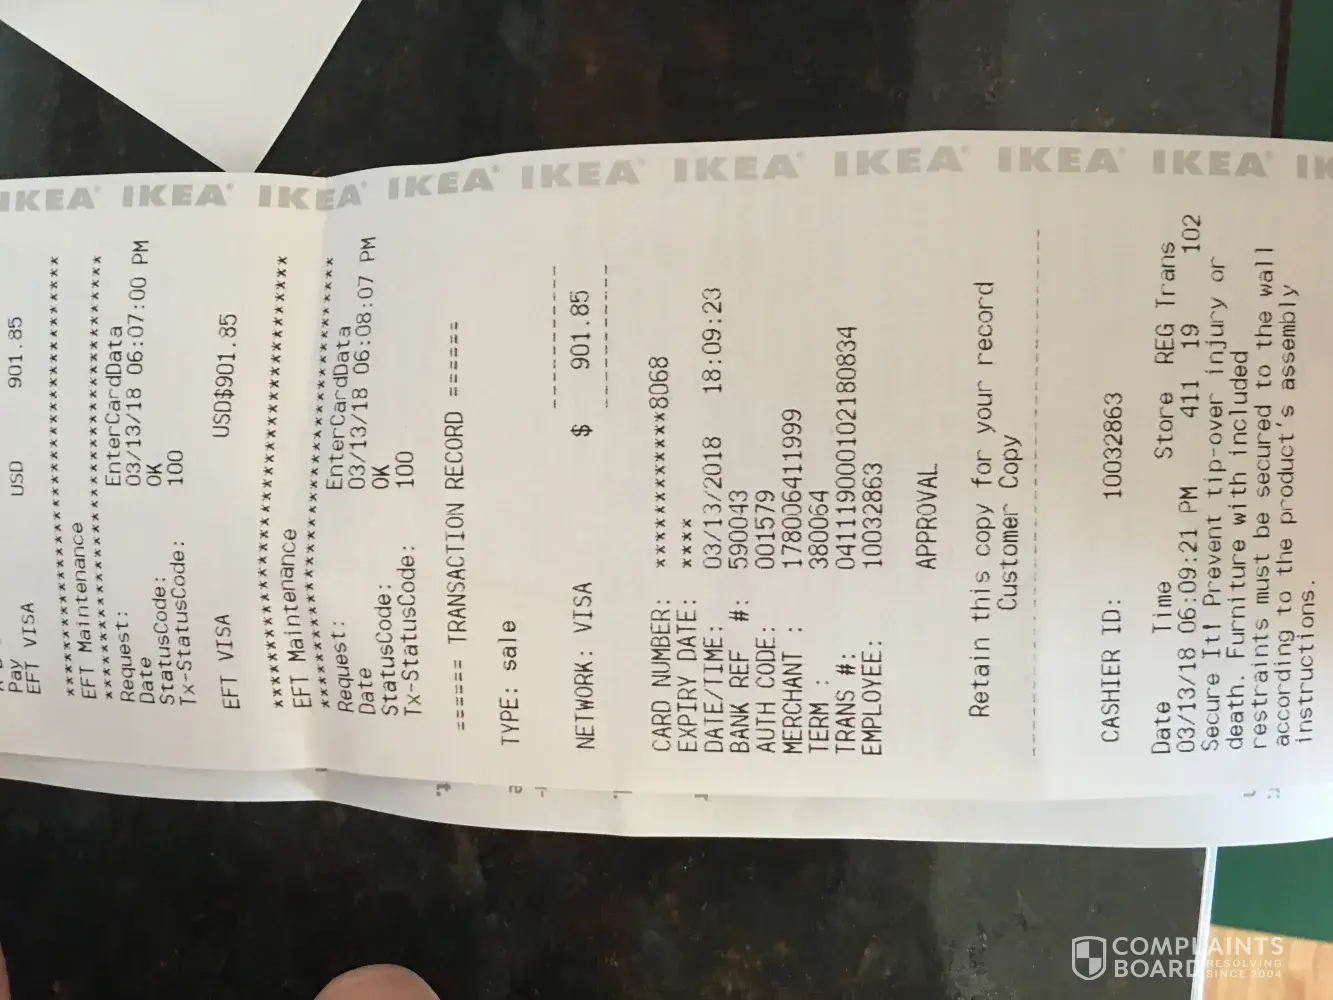 IKEA IKEA IKEA IKEA IKEA IKEA IKEA IKEA IKEA
Pay USD 901.85
EFT VISA
****************************************
EFT Maintenance
****************************************
Request: EnterCardData
Date 03/13/18 06:07:00 PM
StatusCode: OK
Tx-StatusCode: 100
EFT VISA USD$901.85
****************************************
EFT Maintenance
****************************************
Request: EnterCardData
Date 03/13/18 06:08:07 PM
StatusCode: OK
Tx-StatusCode: 100
====== TRANSACTION RECORD ======
TYPE: sale
NETWORK: VISA $ 901.85
CARD NUMBER: ************8068
EXPIRY DATE: ****
DATE/TIME: 03/13/2018 18:09:23
BANK REF #: 590043
AUTH CODE: 001579
MERCHANT : 178006411999
TERM : 380064
TRANS #: 0411190001021 80834
EMPLOYEE: 10032863
APPROVAL
Retain this copy for your record
Customer Copy
CASHIER ID: 10032863
Date Time Store REG Trans
03/13/18 06:09:21 PM 411 19 102
Secure It! Prevent tip-over injury or
death. Furniture with included
restraints must be secured to the wall
according to the product's assembly
instructions.
COMPLAINTS
BOARD RESOLVING
SINCE 2004